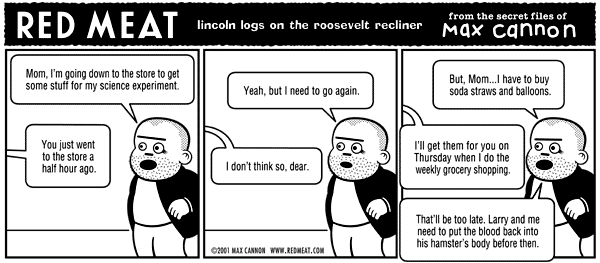 RED MEAT
lincoln logs on the roosevelt recliner
from the secret files of
Max cannon
Mom, I'm going down to the store to get
some stuff for my science experiment.
You just went
to the store a
half hour ago.
Yeah, but I need to go again.
I don't think so, dear.
©2001 MAX CANNON WWW.REDMEAT.COM
But, Mom...I have to buy
soda straws and balloons.
I'll get them for you on
Thursday when I do the
weekly grocery shopping.
That'll be too late. Larry and me
need to put the blood back into
his hamster's body before then.